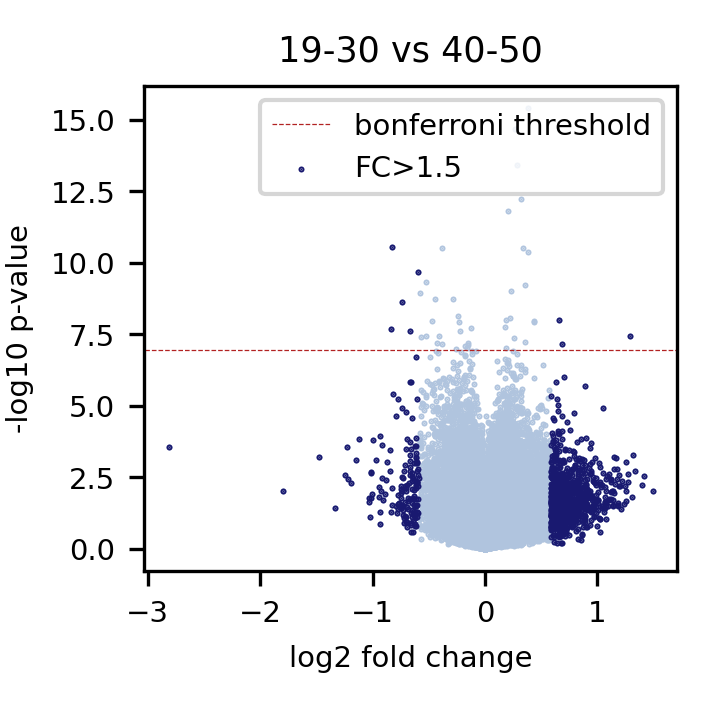 19-30 vs 40-50
bonferroni threshold
FC>1.5
15.0
12.5
10.0
7.5
5.0
2.5
0.0
-log10 p-value
−3
−2
−1
0
1
log2 fold change